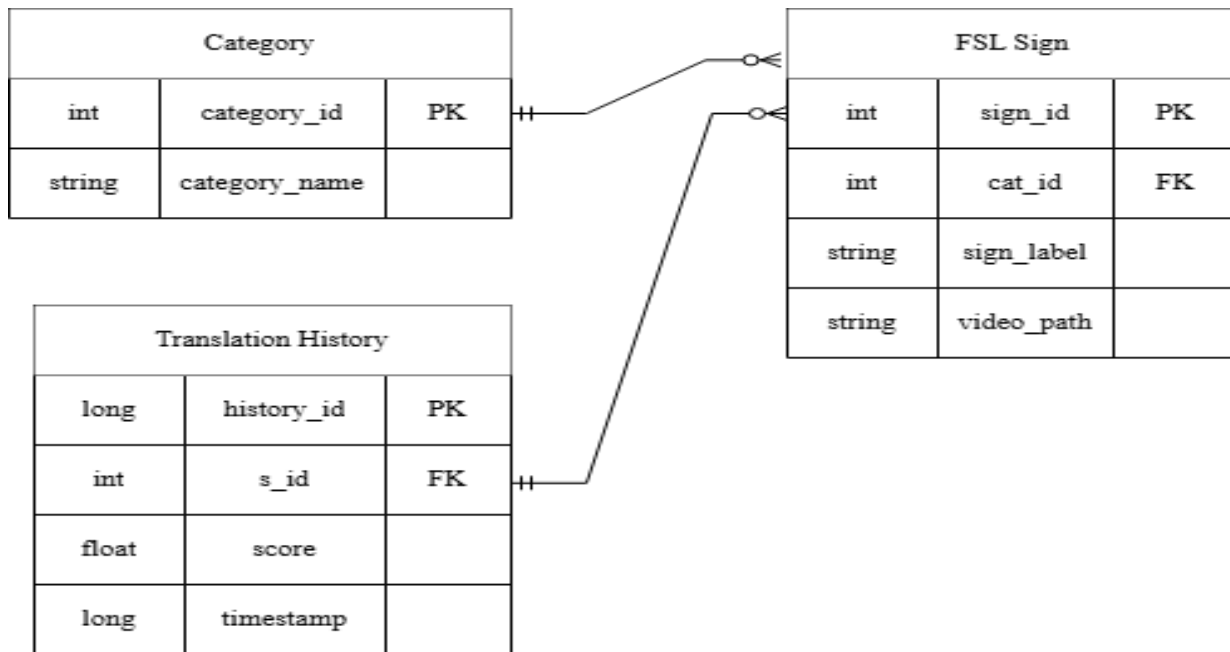 Category
int category_id PK
string category_name
FSL Sign
int sign_id PK
int cat_id FK
string sign_label
string video_path
Translation History
long history_id PK
int s_id FK
float score
long timestamp